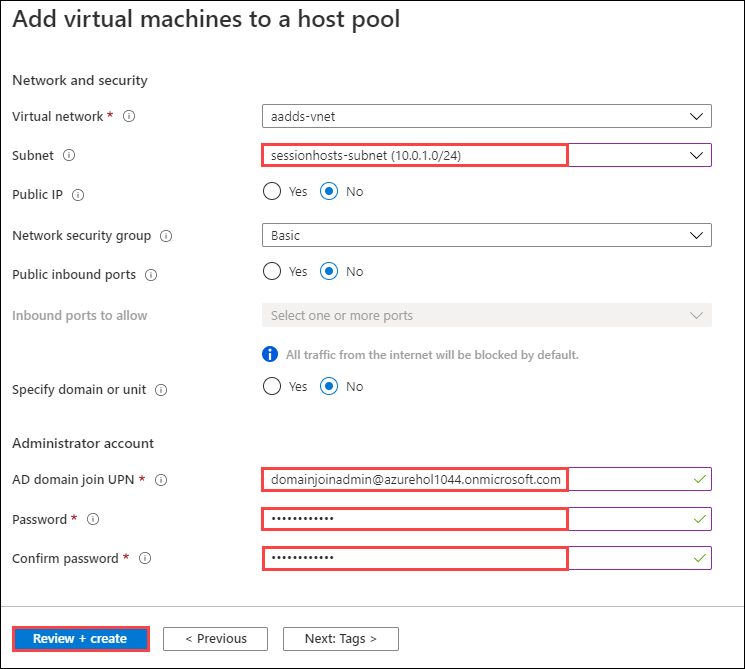 Add virtual machines to a host pool
Network and security
Virtual network * aadds-vnet
Subnet sessionhosts-subnet (10.0.1.0/24)
Public IP Yes No
Network security group Basic
Public inbound ports Yes No
Inbound ports to allow Select one or more ports
All traffic from the internet will be blocked by default.
Specify domain or unit Yes No
Administrator account
AD domain join UPN * domainjoinadmin@azurehol1044.onmicrosoft.com
Password * ••••••••••••
Confirm password * ••••••••••••
Review + create < Previous Next: Tags >